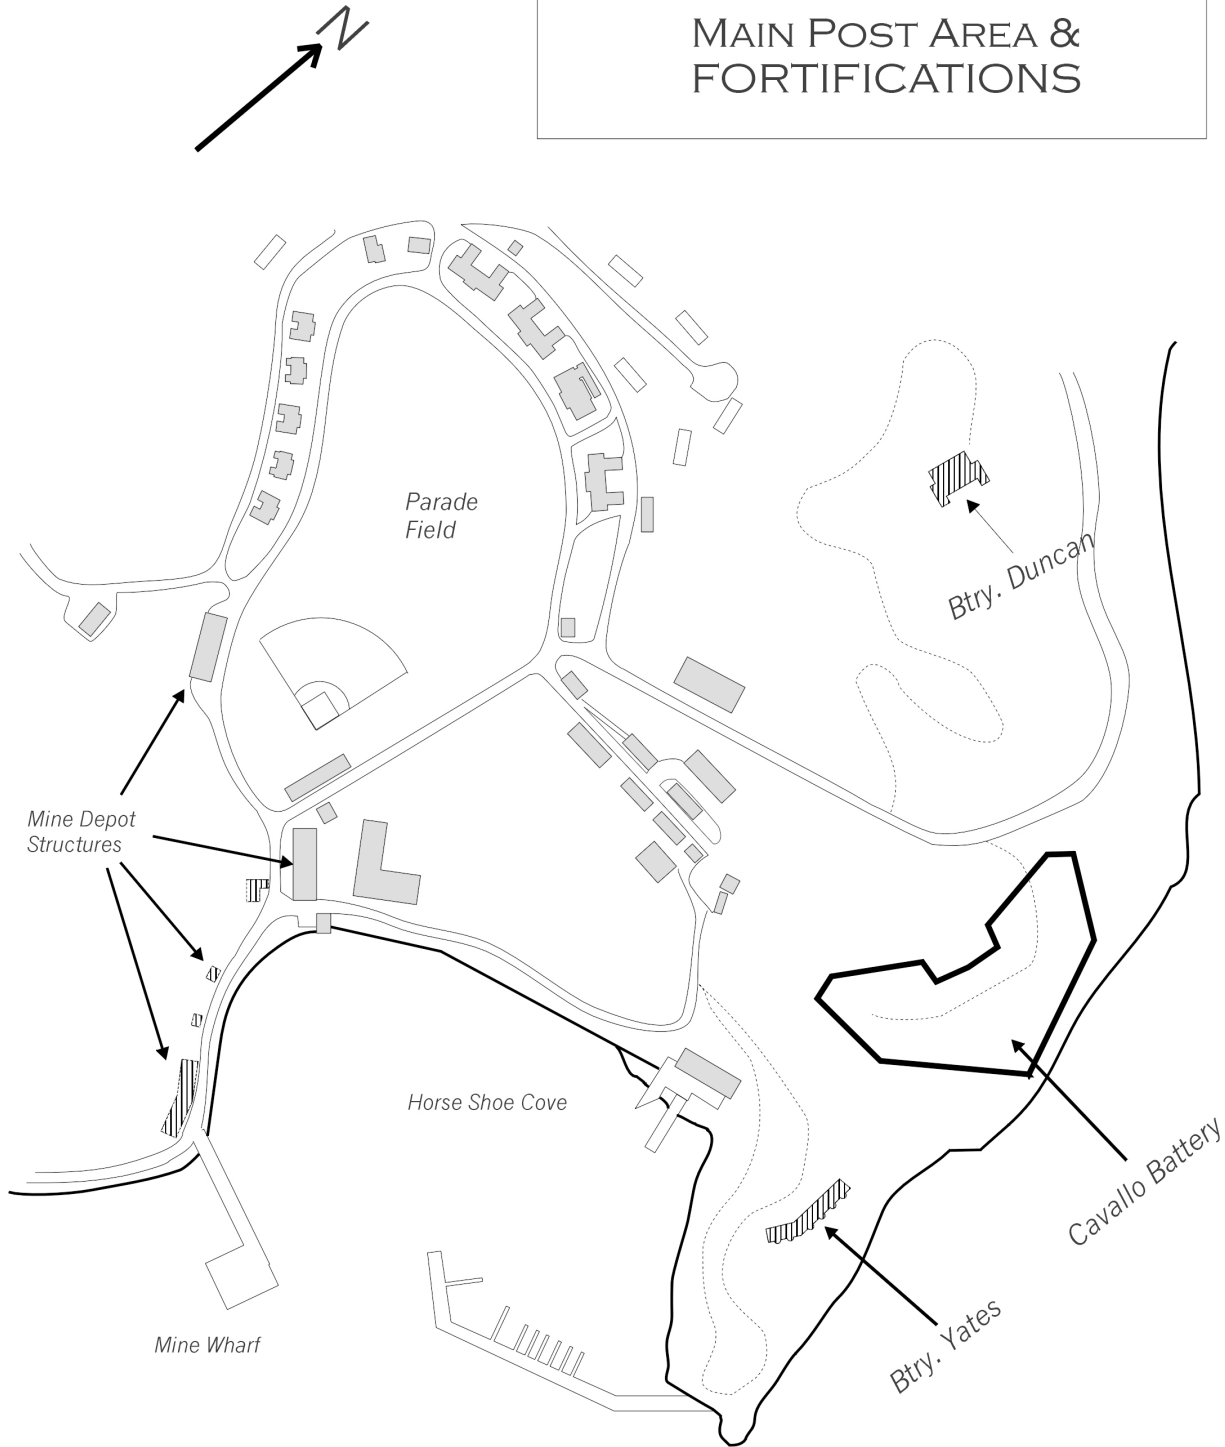 N
MAIN POST AREA &
FORTIFICATIONS
Parade
Field
Btry. Duncan
Mine Depot
Structures
Horse Shoe Cove
Cavallo Battery
Btry. Yates
Mine Wharf